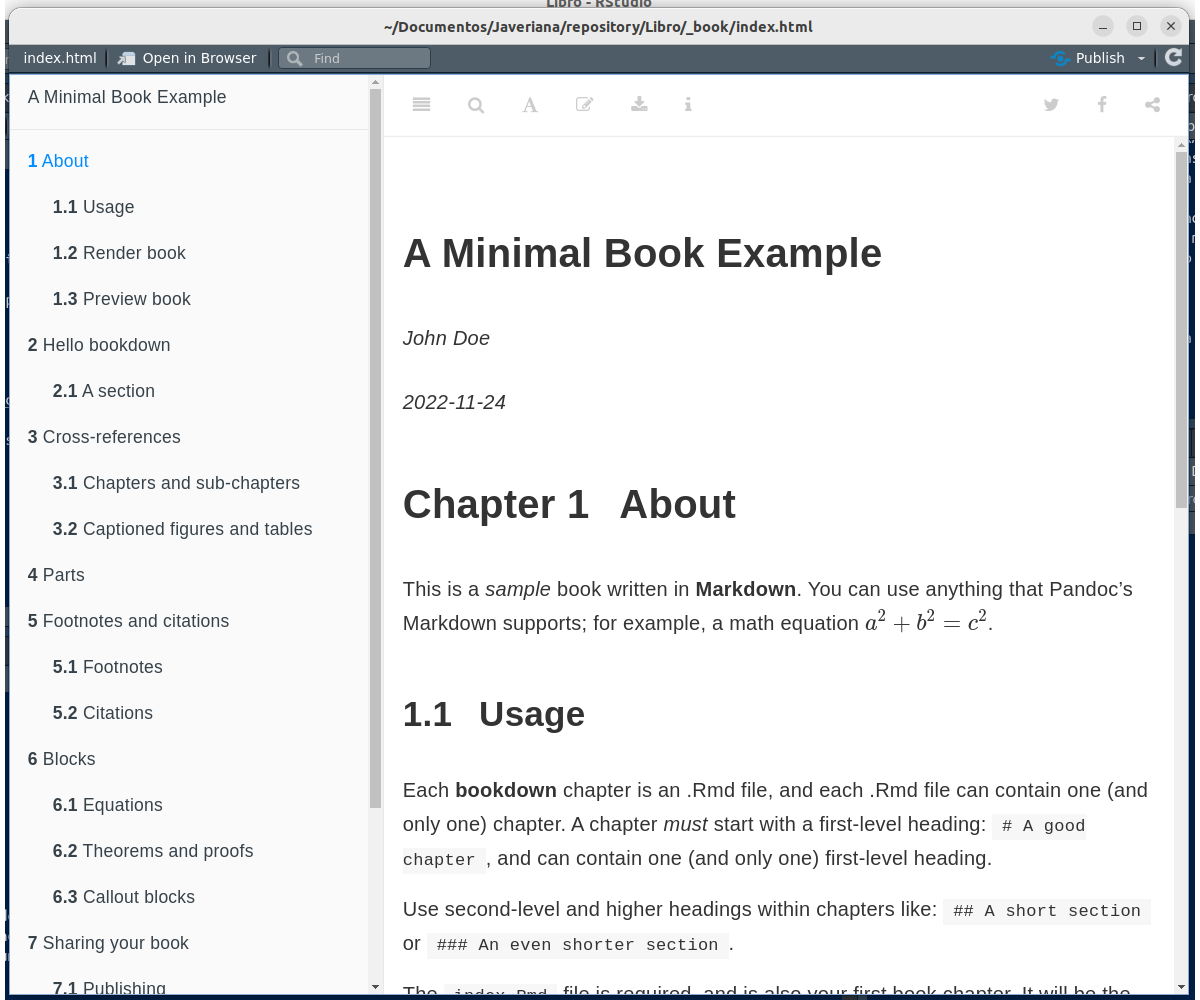 Libro - RStudio
~/Documentos/Javeriana/repository/Libro/_book/index.html
index.html Open in Browser Find Publish
A Minimal Book Example
1 About
1.1 Usage
1.2 Render book
1.3 Preview book
2 Hello bookdown
2.1 A section
3 Cross-references
3.1 Chapters and sub-chapters
3.2 Captioned figures and tables
4 Parts
5 Footnotes and citations
5.1 Footnotes
5.2 Citations
6 Blocks
6.1 Equations
6.2 Theorems and proofs
6.3 Callout blocks
7 Sharing your book
7.1 Publishing
A Minimal Book Example
John Doe
2022-11-24
Chapter 1 About
This is a sample book written in Markdown. You can use anything that Pandoc’s
Markdown supports; for example, a math equation a² + b² = c².
1.1 Usage
Each bookdown chapter is an .Rmd file, and each .Rmd file can contain one (and
only one) chapter. A chapter must start with a first-level heading: # A good
chapter , and can contain one (and only one) first-level heading.
Use second-level and higher headings within chapters like: ## A short section
or ### An even shorter section .
The index.Rmd file is required, and is also your first book chapter. It will be the